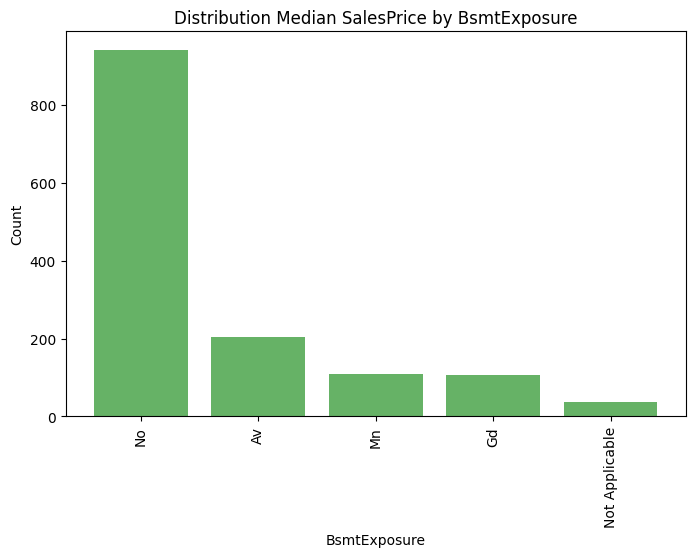 Distribution Median SalesPrice by BsmtExposure
Count
800
600
400
200
0
No
Av
Mn
Gd
Not Applicable
BsmtExposure